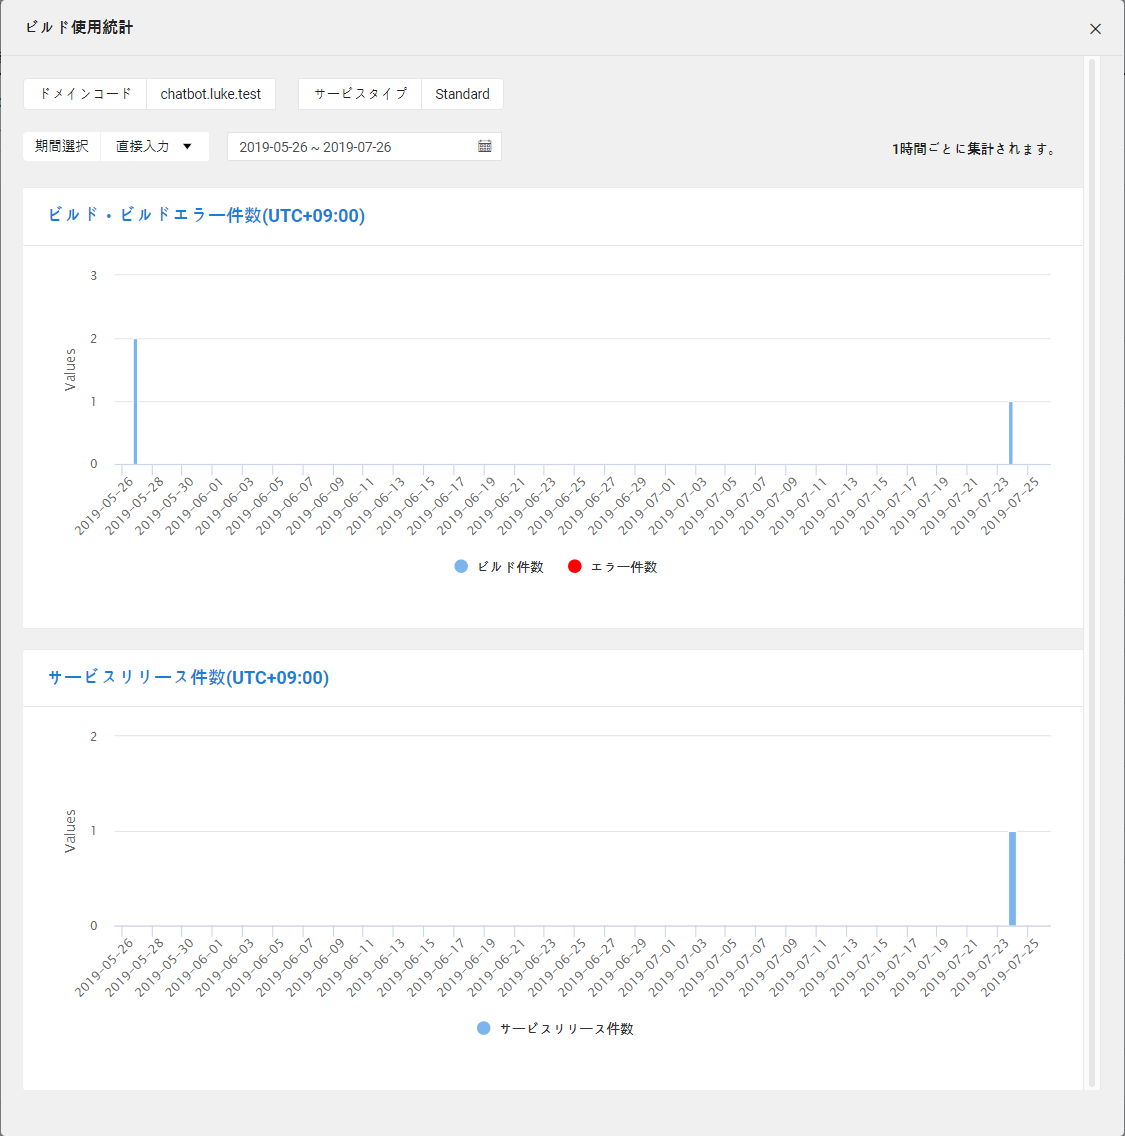 ビルド使用統計
ドメインコード chatbot.luke.test サービスタイプ Standard
期間選択 直接入力 2019-05-26 ~ 2019-07-26 1時間ごとに集計されます。
ビルド・ビルドエラー件数(UTC+09:00)
3
2
1
0
Values
2019-05-26 2019-05-28 2019-05-30 2019-06-01 2019-06-03 2019-06-05 2019-06-07 2019-06-09 2019-06-11 2019-06-13 2019-06-15 2019-06-17 2019-06-19 2019-06-21 2019-06-23 2019-06-25 2019-06-27 2019-06-29 2019-07-01 2019-07-03 2019-07-05 2019-07-07 2019-07-09 2019-07-11 2019-07-13 2019-07-15 2019-07-17 2019-07-19 2019-07-21 2019-07-23 2019-07-25
ビルド件数 エラー件数
サービスリリース件数(UTC+09:00)
2
1
0
Values
2019-05-26 2019-05-28 2019-05-30 2019-06-01 2019-06-03 2019-06-05 2019-06-07 2019-06-09 2019-06-11 2019-06-13 2019-06-15 2019-06-17 2019-06-19 2019-06-21 2019-06-23 2019-06-25 2019-06-27 2019-06-29 2019-07-01 2019-07-03 2019-07-05 2019-07-07 2019-07-09 2019-07-11 2019-07-13 2019-07-15 2019-07-17 2019-07-19 2019-07-21 2019-07-23 2019-07-25
サービスリリース件数